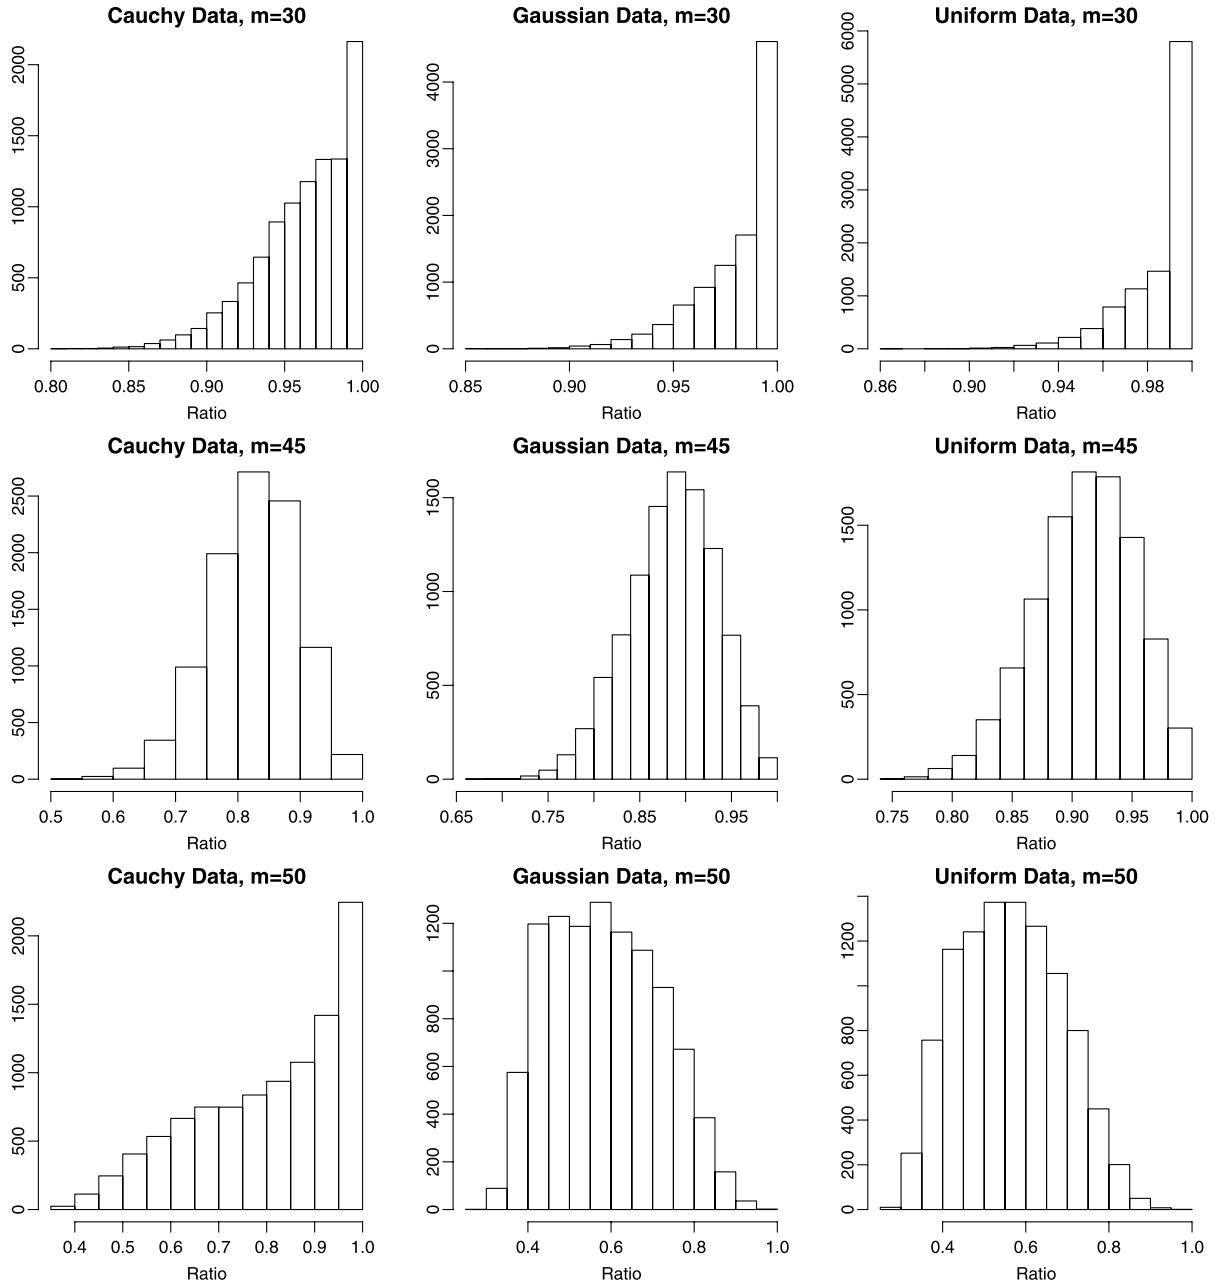 Cauchy Data, m=30
2000
1500
1000
500
0
0.80 0.85 0.90 0.95 1.00
Ratio
Gaussian Data, m=30
4000
3000
2000
1000
0
0.85 0.90 0.95 1.00
Ratio
Uniform Data, m=30
6000
5000
4000
3000
2000
1000
0
0.86 0.90 0.94 0.98
Ratio
Cauchy Data, m=45
2500
2000
1500
1000
500
0
0.5 0.6 0.7 0.8 0.9 1.0
Ratio
Gaussian Data, m=45
1500
1000
500
0
0.65 0.75 0.85 0.95
Ratio
Uniform Data, m=45
1500
1000
500
0
0.75 0.80 0.85 0.90 0.95 1.00
Ratio
Cauchy Data, m=50
2000
1500
1000
500
0
0.4 0.5 0.6 0.7 0.8 0.9 1.0
Ratio
Gaussian Data, m=50
1200
800
600
400
200
0
0.4 0.6 0.8 1.0
Ratio
Uniform Data, m=50
1200
800
600
400
200
0
0.4 0.6 0.8 1.0
Ratio